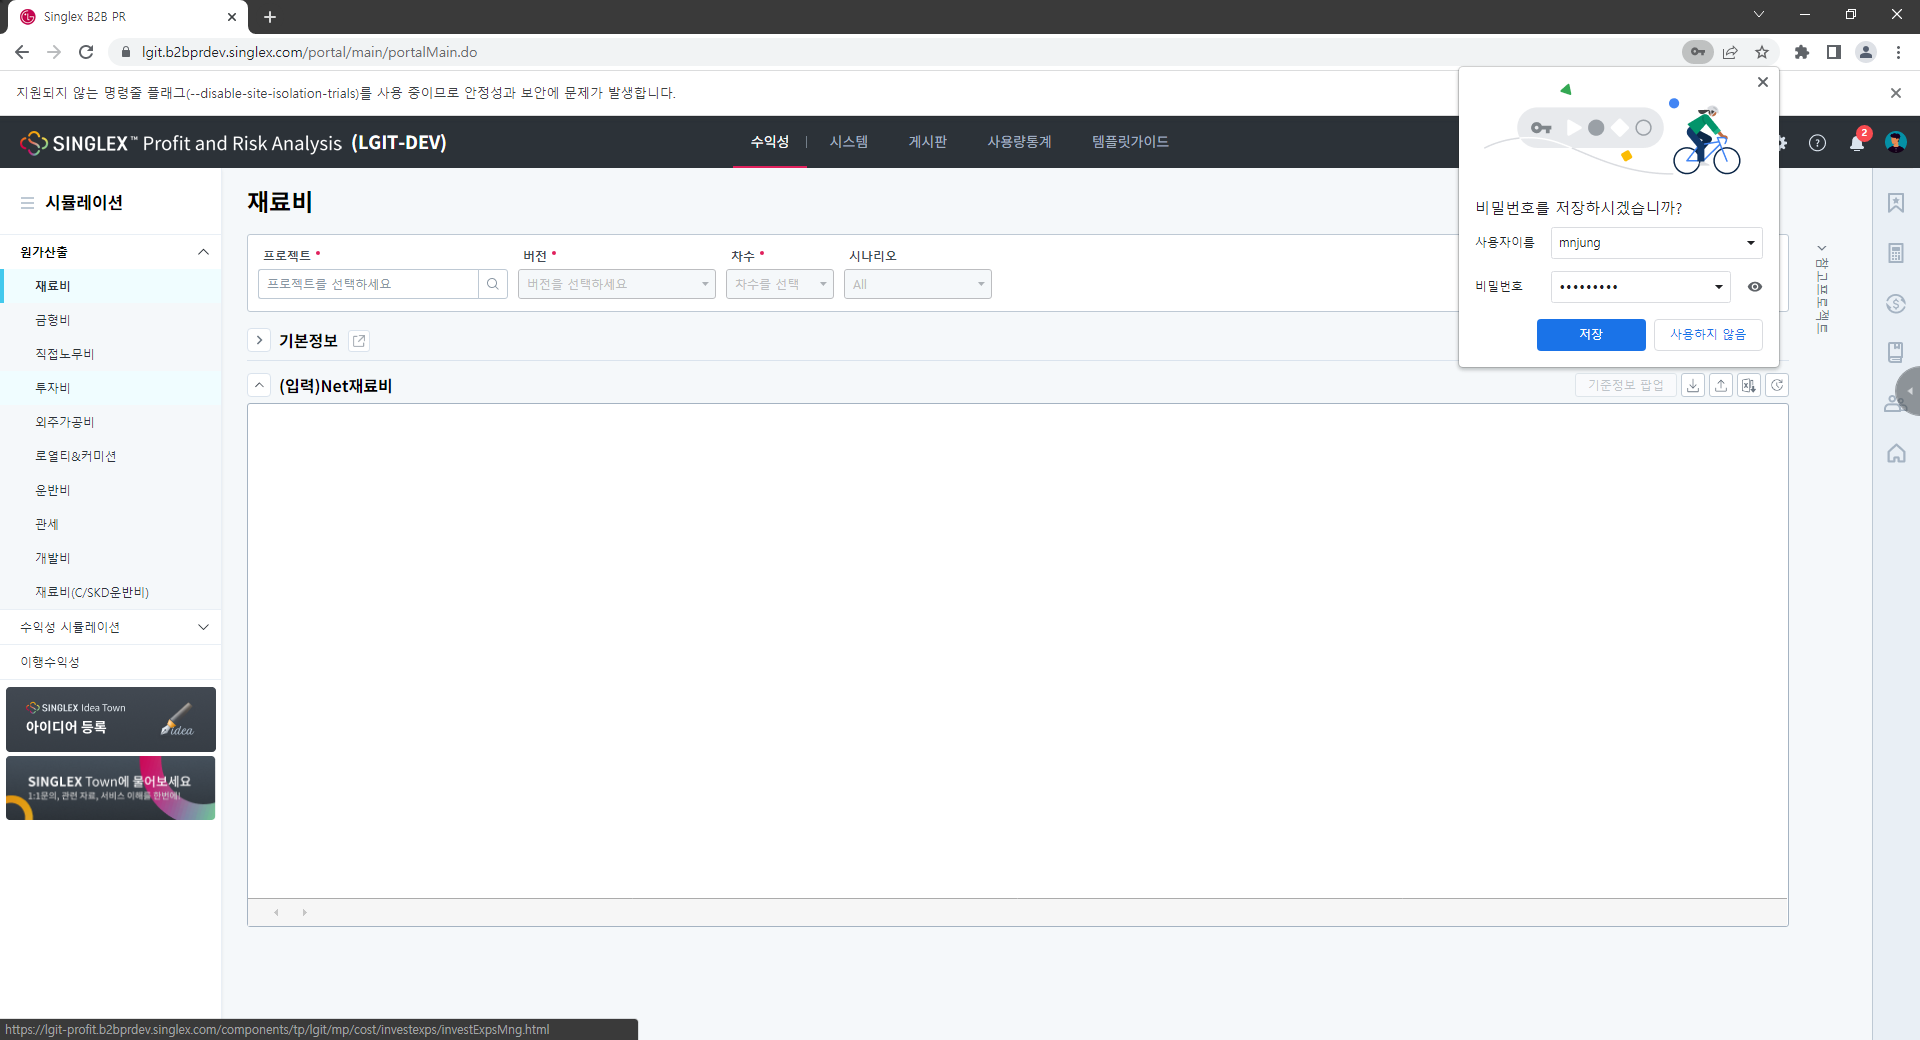 Singlex B2B PR
lgit.b2bprdev.singlex.com/portal/main/portalMain.do
지원되지 않는 명령줄 플래그(--disable-site-isolation-trials)를 사용 중이므로 안정성과 보안에 문제가 발생합니다.
SINGLEX™ Profit and Risk Analysis (LGIT-DEV)
수익성
시스템
게시판
사용량통계
템플릿가이드
2
비밀번호를 저장하시겠습니까?
사용자이름
mnjung
비밀번호
•••••••••
저장
사용하지 않음
시뮬레이션
원가산출
재료비
금형비
직접노무비
투자비
외주가공비
로열티&커미션
운반비
관세
개발비
재료비(C/SKD운반비)
수익성 시뮬레이션
이행수익성
SINGLEX Idea Town
아이디어 등록
idea
SINGLEX Town에 물어보세요
1:1문의, 관련 자료, 서비스 이해를 한번에!
재료비
프로젝트 *
버전 *
차수 *
시나리오
프로젝트를 선택하세요
버전을 선택하세요
차수를 선택
All
기본정보
(입력)Net재료비
기준정보 팝업
참고프로젝트
https://lgit-profit.b2bprdev.singlex.com/components/tp/lgit/mp/cost/investexps/investExpsMng.html